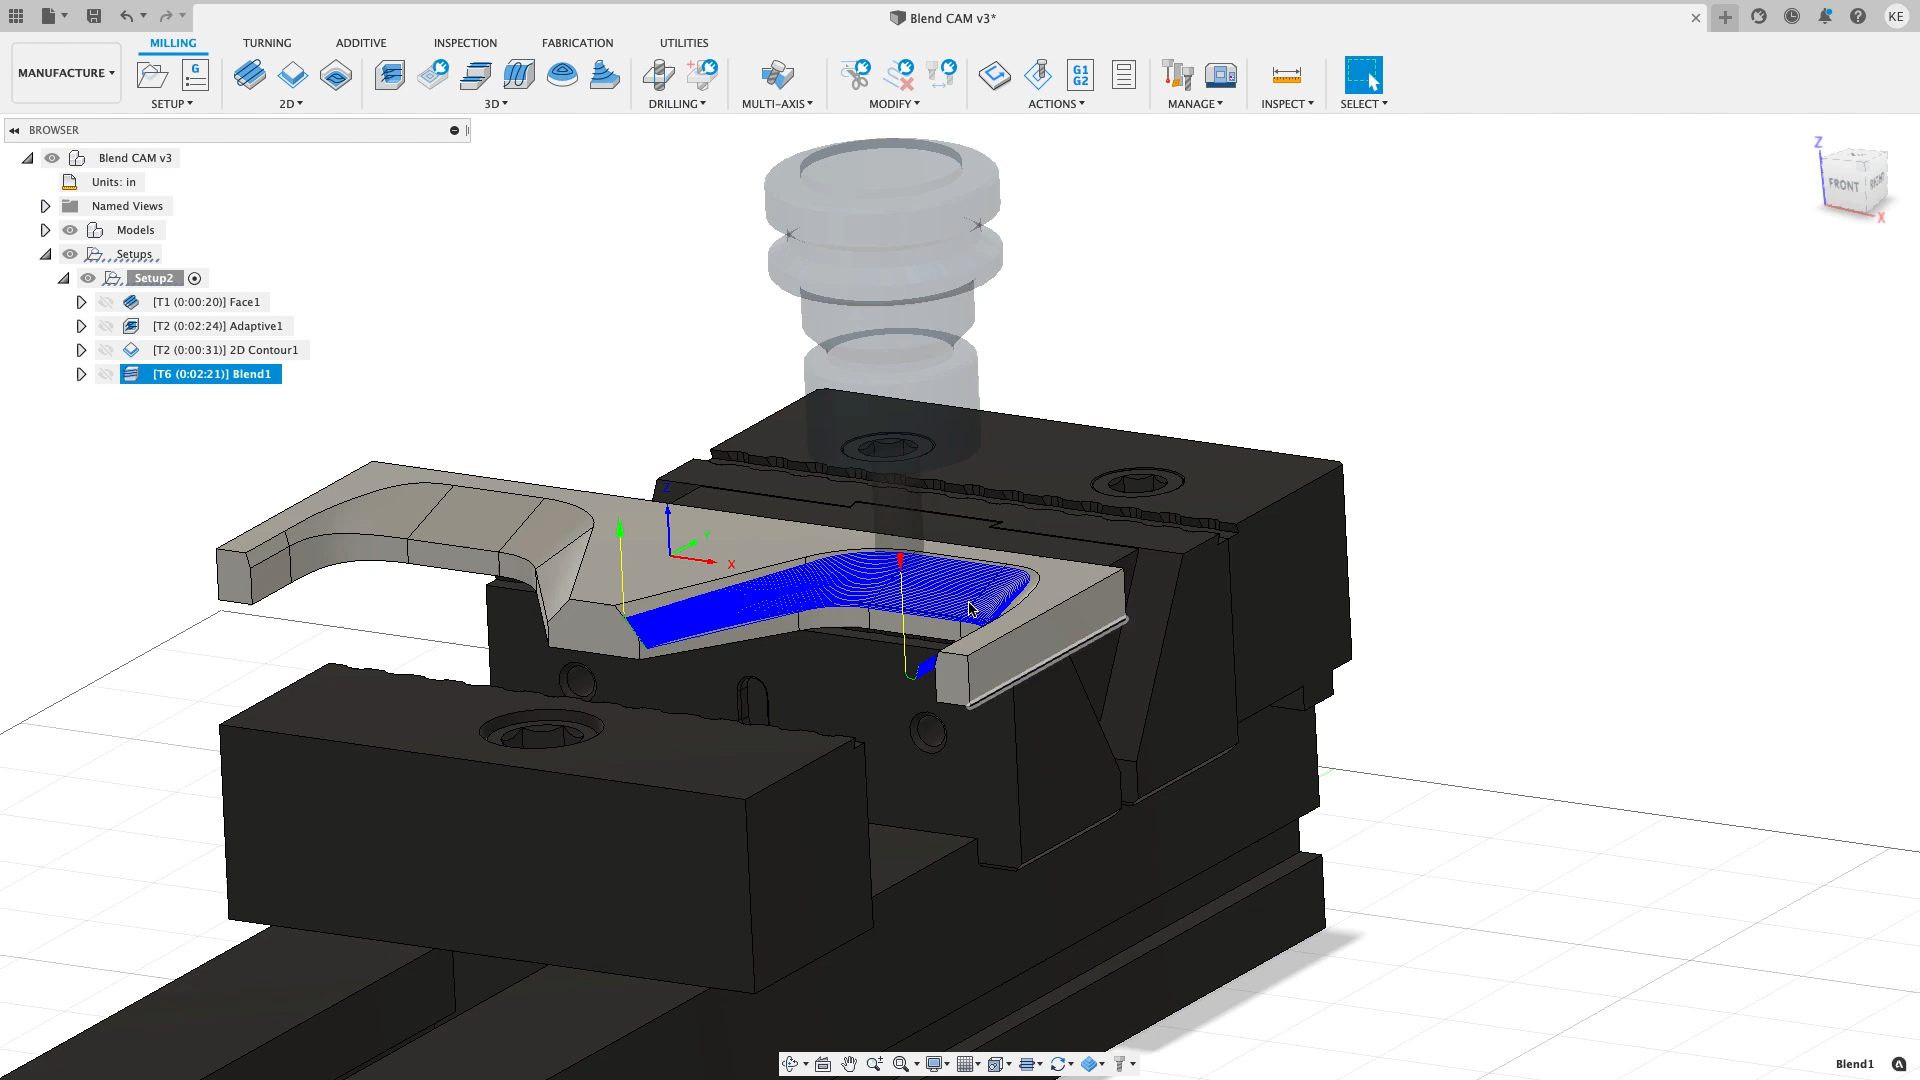 Blend CAM v3*
KE
MILLING
TURNING
ADDITIVE
INSPECTION
FABRICATION
UTILITIES
MANUFACTURE
G
G1
G2
SETUP
2D
3D
DRILLING
MULTI-AXIS
MODIFY
ACTIONS
MANAGE
INSPECT
SELECT
BROWSER
Blend CAM v3
Units: in
Named Views
Models
Setups
Setup2
[T1 (0:00:20)] Face1
[T2 (0:02:24)] Adaptive1
[T2 (0:00:31)] 2D Contour1
[T6 (0:02:21)] Blend1
Z
FRONT
RIGHT
X
Z
Y
X
Blend1